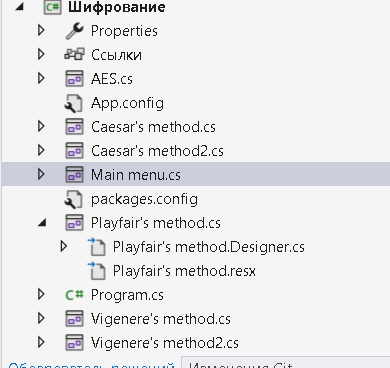 Шифрование
Properties
Ссылки
AES.cs
App.config
Caesar's method.cs
Caesar's method2.cs
Main menu.cs
packages.config
Playfair's method.cs
Playfair's method.Designer.cs
Playfair's method.resx
Program.cs
Vigenere's method.cs
Vigenere's method2.cs
Обозреватель решений Изменения Git